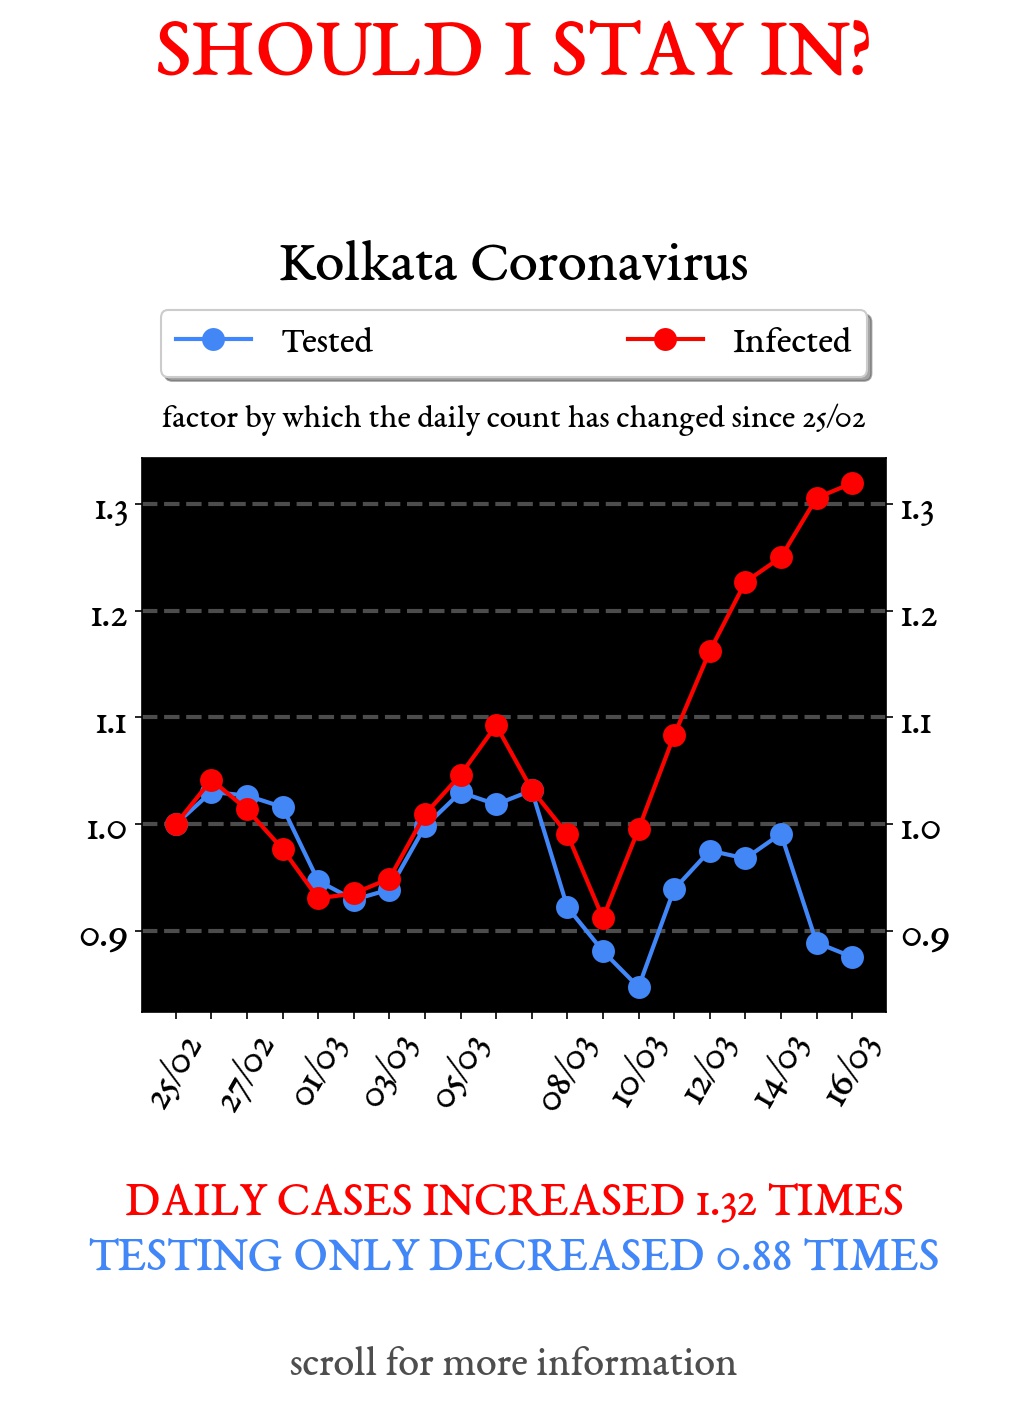 SHOULD I STAY IN?
Kolkata Coronavirus
Tested Infected
factor by which the daily count has changed since 25/02
1.3 1.3
1.2 1.2
1.1 1.1
1.0 1.0
0.9 0.9
25/02 27/02 01/03 03/03 05/03 08/03 10/03 12/03 14/03 16/03
DAILY CASES INCREASED 1.32 TIMES
TESTING ONLY DECREASED 0.88 TIMES
scroll for more information